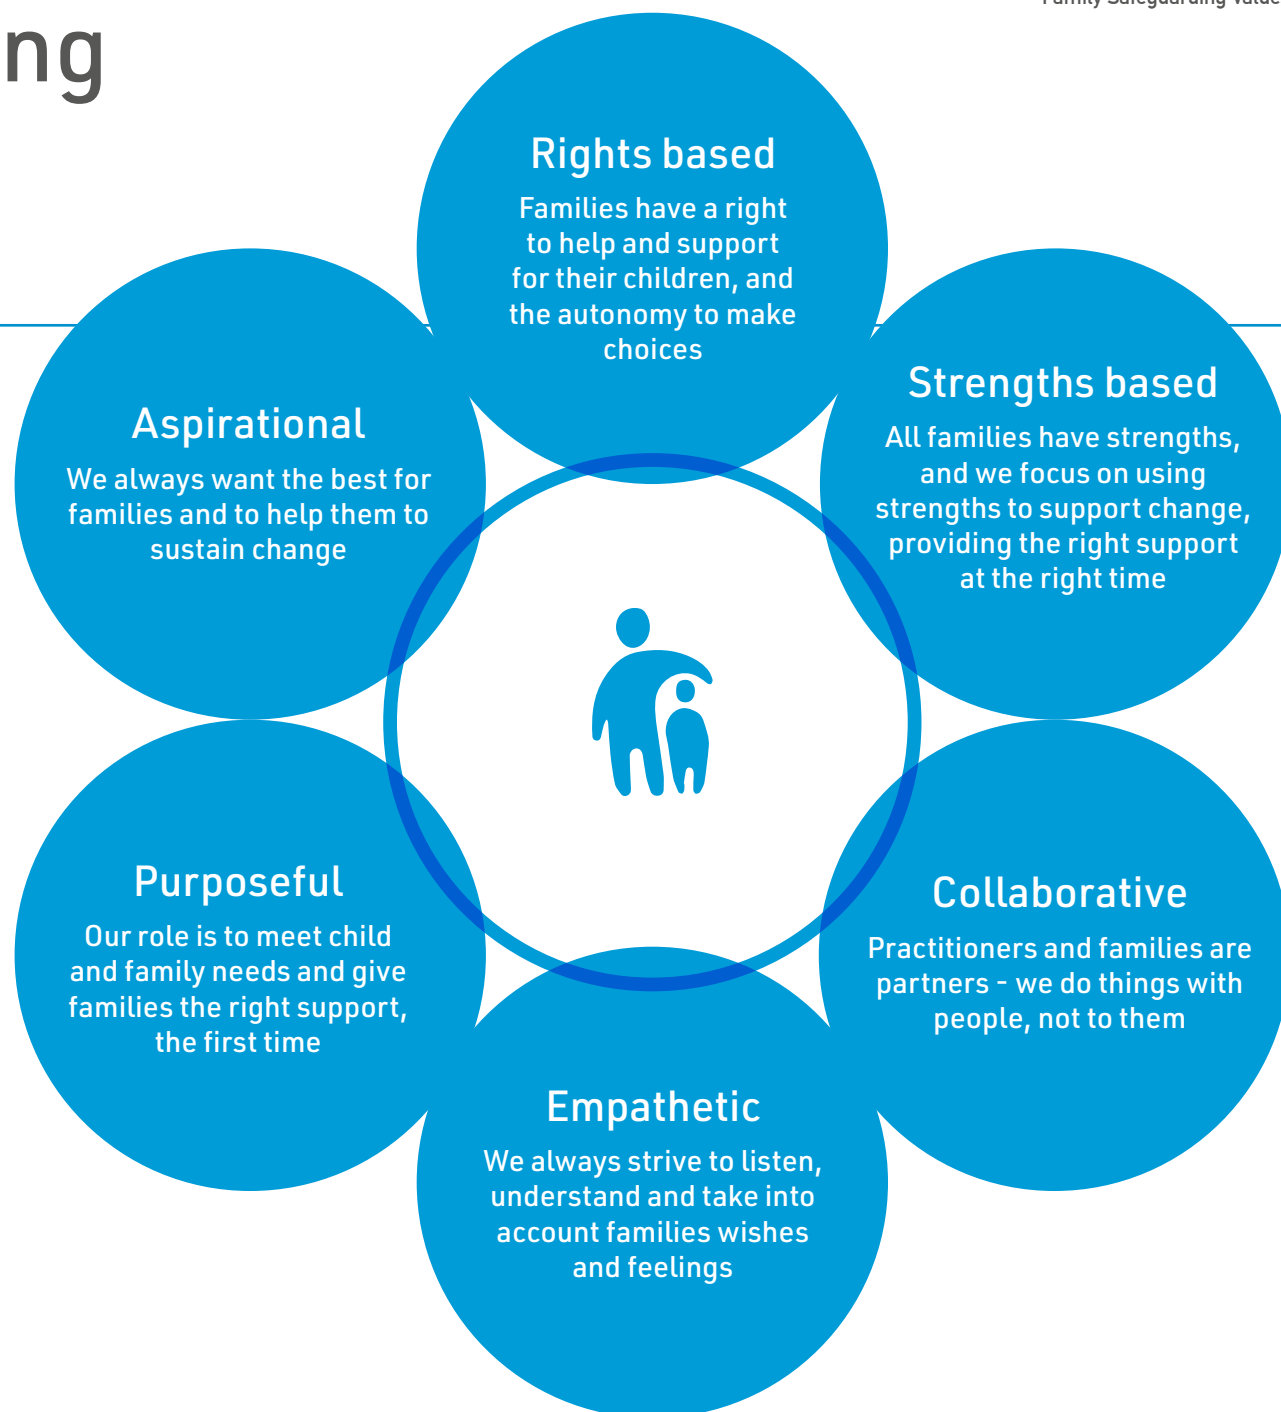 Family Safeguarding Value
ng
Rights based
Families have a right
to help and support
for their children, and
the autonomy to make
choices
Strengths based
All families have strengths,
and we focus on using
strengths to support change,
providing the right support
at the right time
Aspirational
We always want the best for
families and to help them to
sustain change
Purposeful
Our role is to meet child
and family needs and give
families the right support,
the first time
Collaborative
Practitioners and families are
partners - we do things with
people, not to them
Empathetic
We always strive to listen,
understand and take into
account families wishes
and feelings